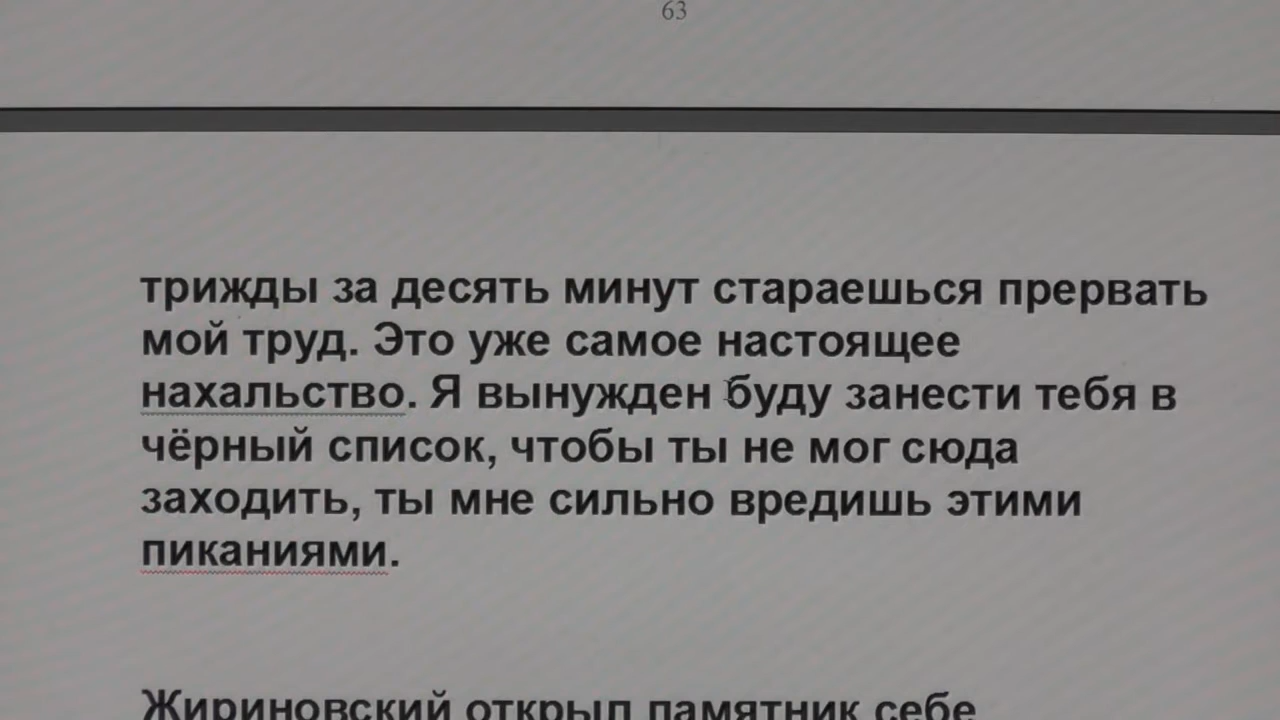 63
трижды за десять минут стараешься прервать
мой труд. Это уже самое настоящее
нахальство. Я вынужден буду занести тебя в
чёрный список, чтобы ты не мог сюда
заходить, ты мне сильно вредишь этими
пиканиями.
Жириновский открыл памятник себе